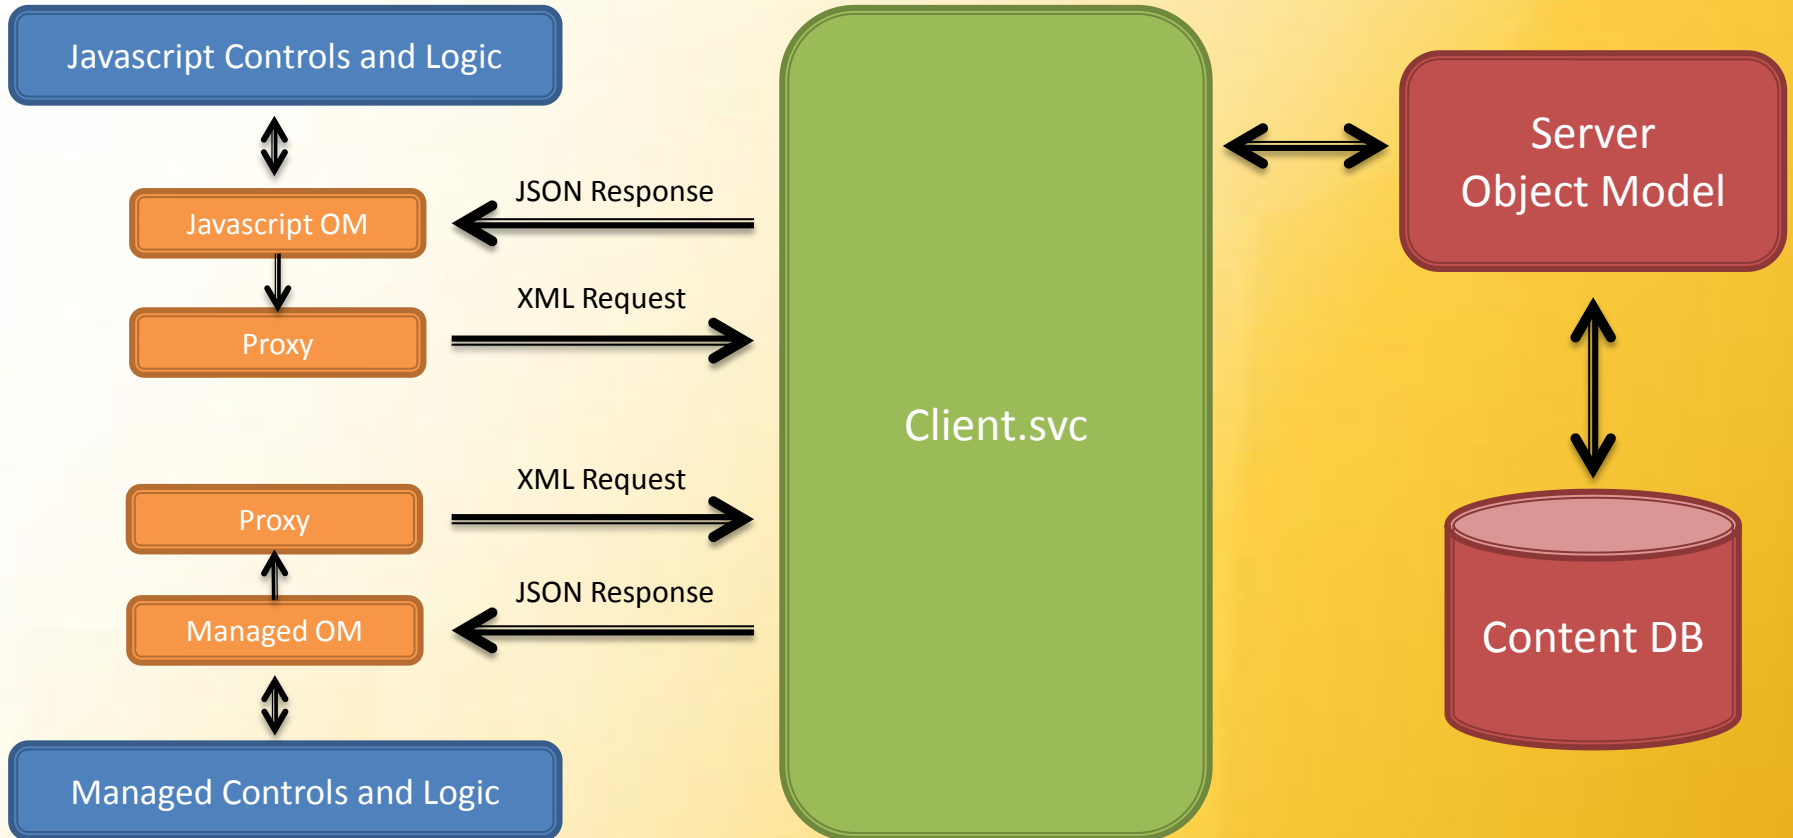 Javascript Controls and Logic
Javascript OM
Proxy
JSON Response
XML Request
XML Request
JSON Response
Proxy
Managed OM
Managed Controls and Logic
Client.svc
Server
Object Model
Content DB